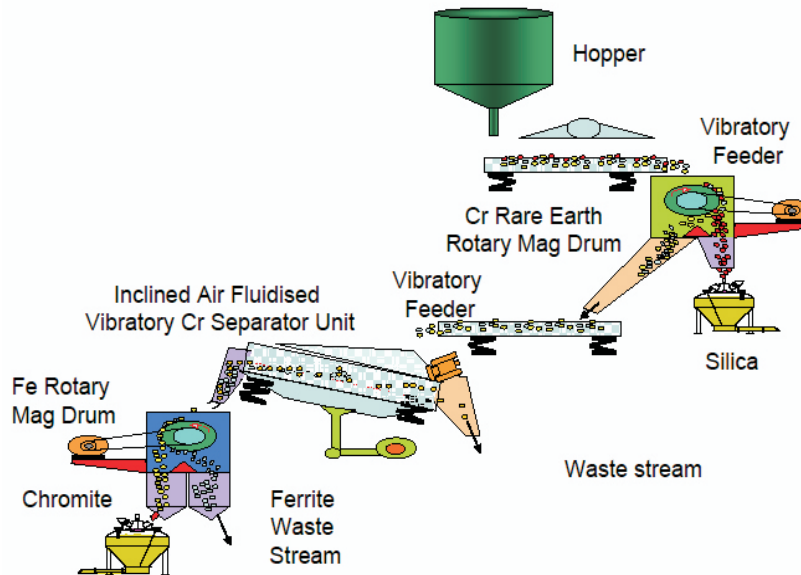 Hopper
Vibratory
Feeder
Cr Rare Earth
Rotary Mag Drum
Vibratory
Feeder
Inclined Air Fluidised
Vibratory Cr Separator Unit
Silica
Fe Rotary
Mag Drum
Waste stream
Chromite
Ferrite
Waste
Stream